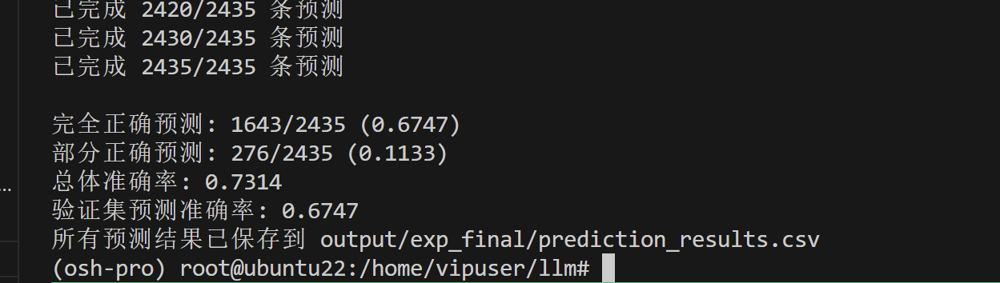 已完成 2420/2435 条预测
已完成 2430/2435 条预测
已完成 2435/2435 条预测
完全正确预测: 1643/2435 (0.6747)
部分正确预测: 276/2435 (0.1133)
总体准确率: 0.7314
验证集预测准确率: 0.6747
所有预测结果已保存到 output/exp_final/prediction_results.csv
(osh-pro) root@ubuntu22:/home/vipuser/llm#
...